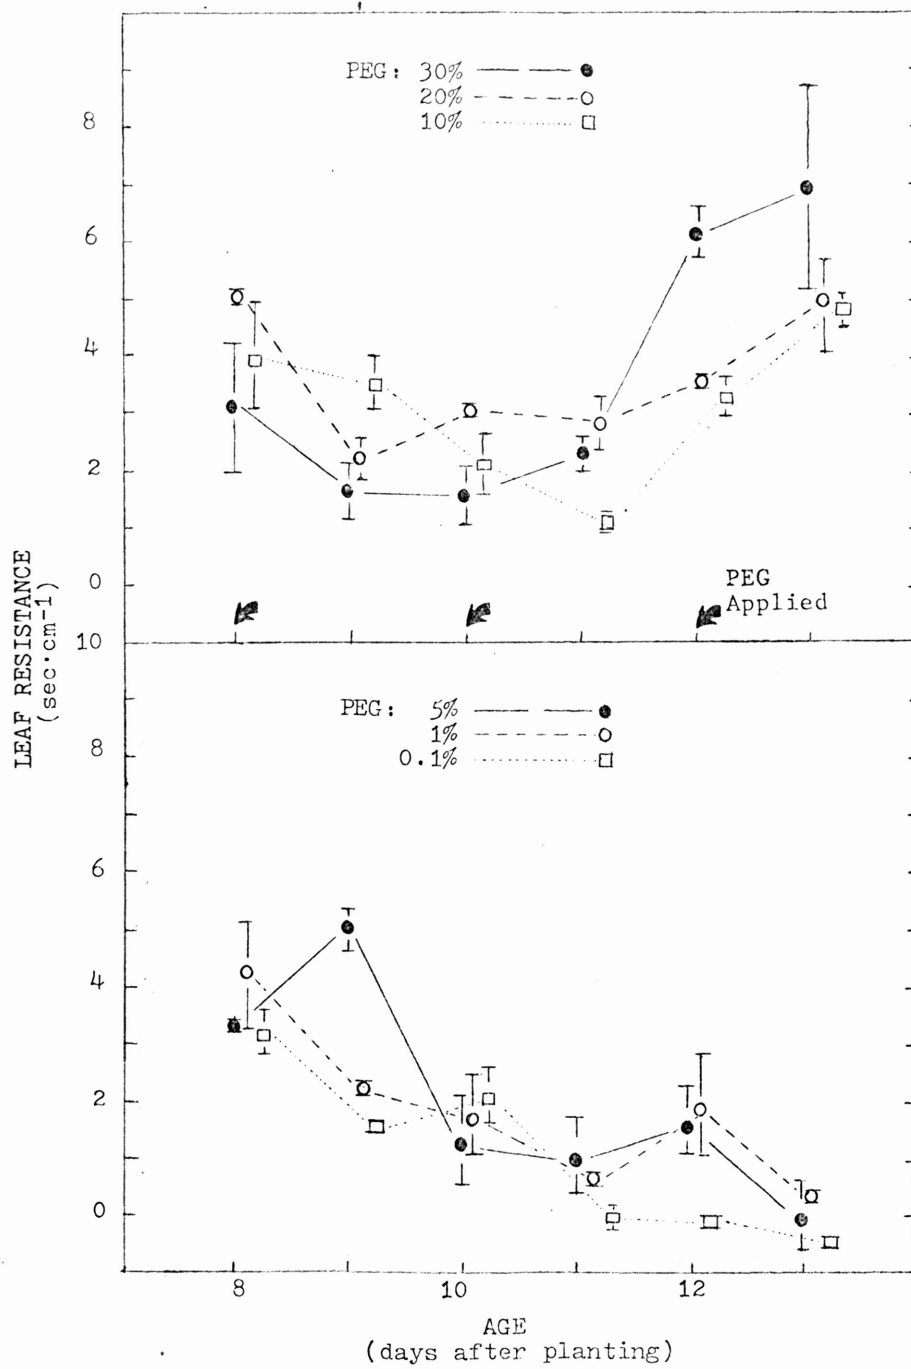 PEG: 30%
20%
10%
8
6
4
2
0
PEG
Applied
LEAF RESISTANCE
(sec·cm-1)
10
PEG: 5%
1%
0.1%
8
6
4
2
0
8 10 12
AGE
(days after planting)